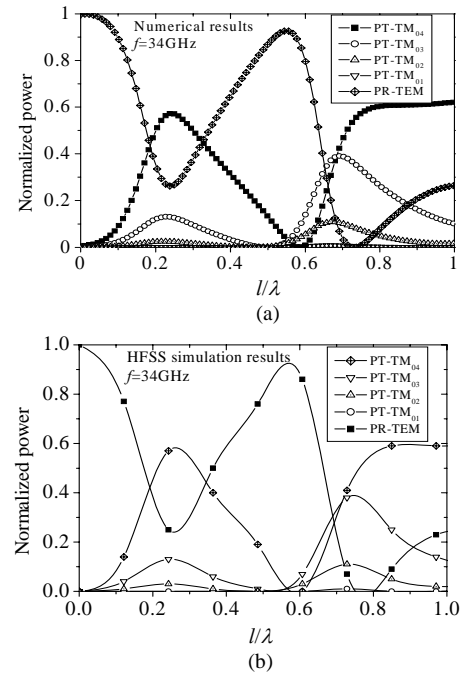 (a)
Numerical results
f=34GHz
PT-TM04
PT-TM03
PT-TM02
PT-TM01
PR-TEM
Normalized power
1.0
0.8
0.6
0.4
0.2
0
0 0.2 0.4 0.6 0.8 1
l/λ
(a)
HFSS simulation results
f=34GHz
PT-TM04
PT-TM03
PT-TM02
PT-TM01
PR-TEM
Normalized power
1.0
0.8
0.6
0.4
0.2
0.0
0.0 0.2 0.4 0.6 0.8 1.0
l/λ
(b)